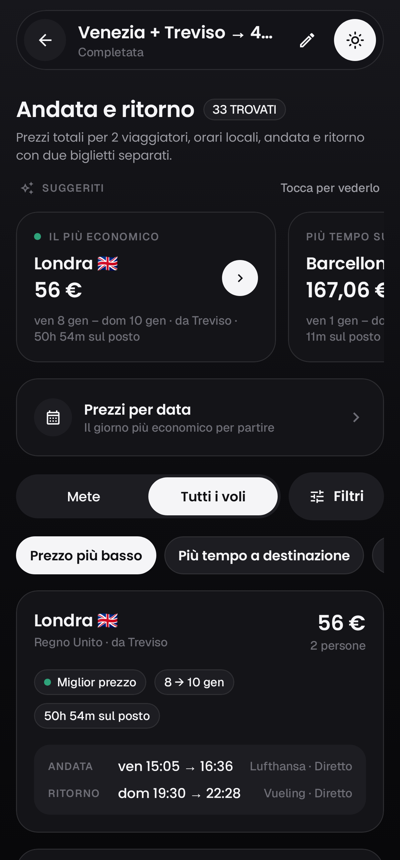 Venezia + Treviso → 4...
Completata
Andata e ritorno 33 TROVATI
Prezzi totali per 2 viaggiatori, orari locali, andata e ritorno
con due biglietti separati.
SUGGERITI Tocca per vederlo
IL PIÙ ECONOMICO
Londra 🇬🇧
56 €
ven 8 gen – dom 10 gen · da Treviso ·
50h 54m sul posto
PIÙ TEMPO SU
Barcellon
167,06 €
ven 1 gen – do
11m sul posto
Prezzi per data
Il giorno più economico per partire
Mete Tutti i voli Filtri
Prezzo più basso Più tempo a destinazione
Londra 🇬🇧 56 €
Regno Unito · da Treviso 2 persone
Miglior prezzo 8 → 10 gen
50h 54m sul posto
ANDATA ven 15:05 → 16:36 Lufthansa · Diretto
RITORNO dom 19:30 → 22:28 Vueling · Diretto